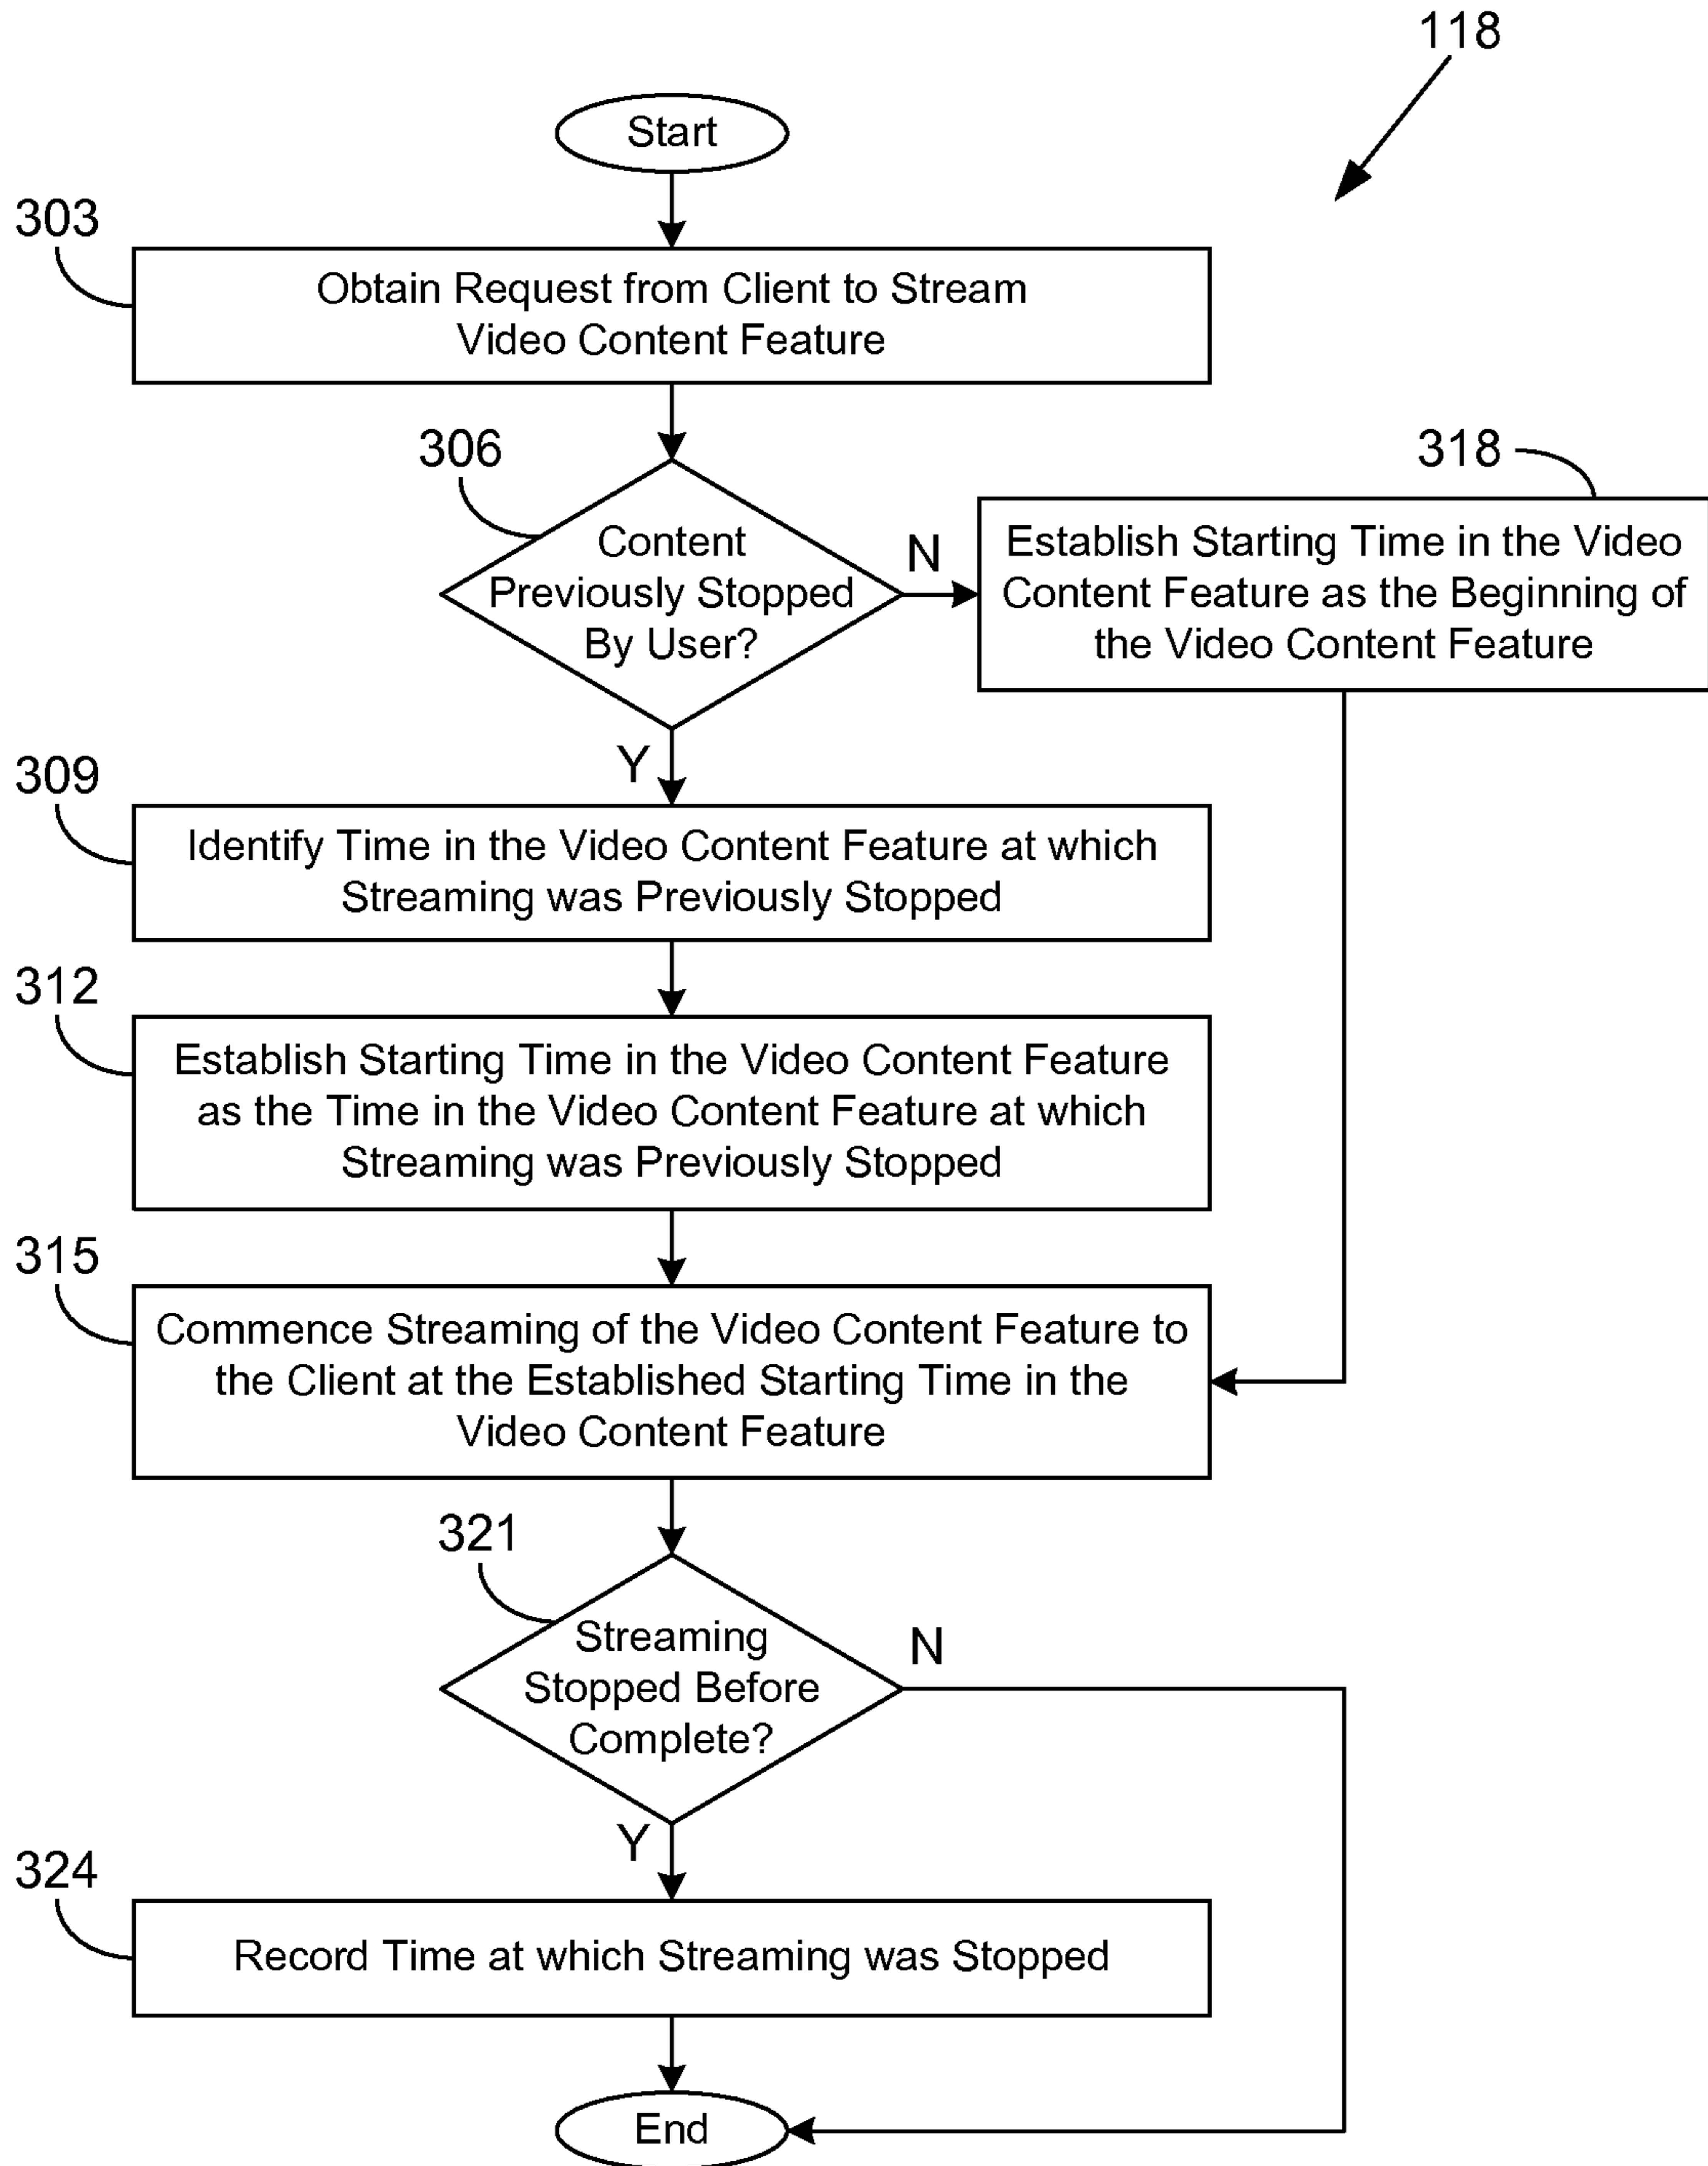 118
Start
303
Obtain Request from Client to Stream
Video Content Feature
306
Content
Previously Stopped
By User?
N
318
Establish Starting Time in the Video
Content Feature as the Beginning of
the Video Content Feature
Y
309
Identify Time in the Video Content Feature at which
Streaming was Previously Stopped
312
Establish Starting Time in the Video Content Feature
as the Time in the Video Content Feature at which
Streaming was Previously Stopped
315
Commence Streaming of the Video Content Feature to
the Client at the Established Starting Time in the
Video Content Feature
321
Streaming
Stopped Before
Complete?
N
Y
324
Record Time at which Streaming was Stopped
End